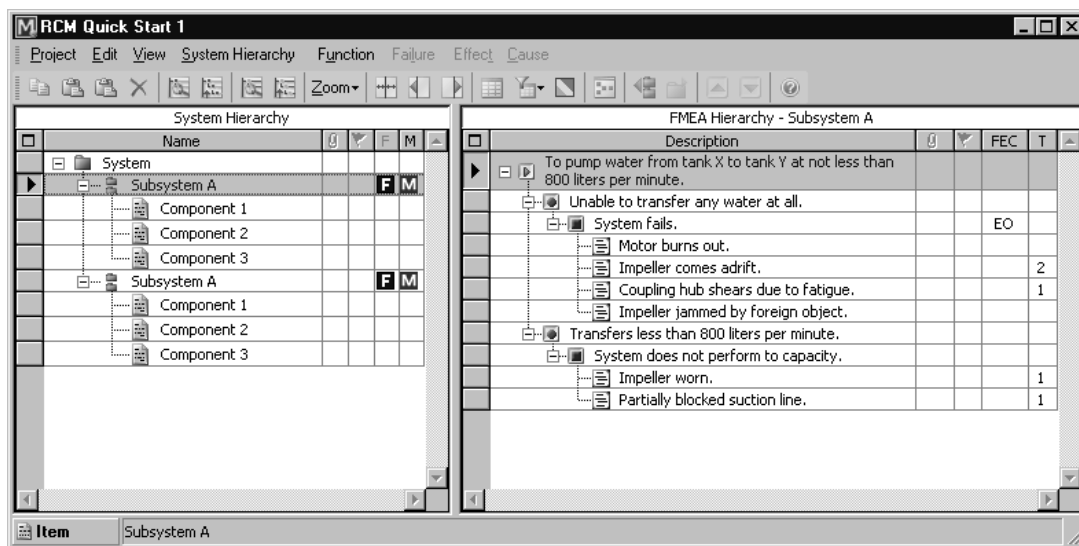 RCM Quick Start 1
Project Edit View System Hierarchy Function Failure Effect Cause
Zoom
System Hierarchy
Name F M
System
Subsystem A F M
Component 1
Component 2
Component 3
Subsystem A F M
Component 1
Component 2
Component 3
FMEA Hierarchy - Subsystem A
Description FEC T
To pump water from tank X to tank Y at not less than
800 liters per minute.
Unable to transfer any water at all.
System fails. EO
Motor burns out.
Impeller comes adrift. 2
Coupling hub shears due to fatigue. 1
Impeller jammed by foreign object.
Transfers less than 800 liters per minute.
System does not perform to capacity.
Impeller worn. 1
Partially blocked suction line. 1
Item Subsystem A